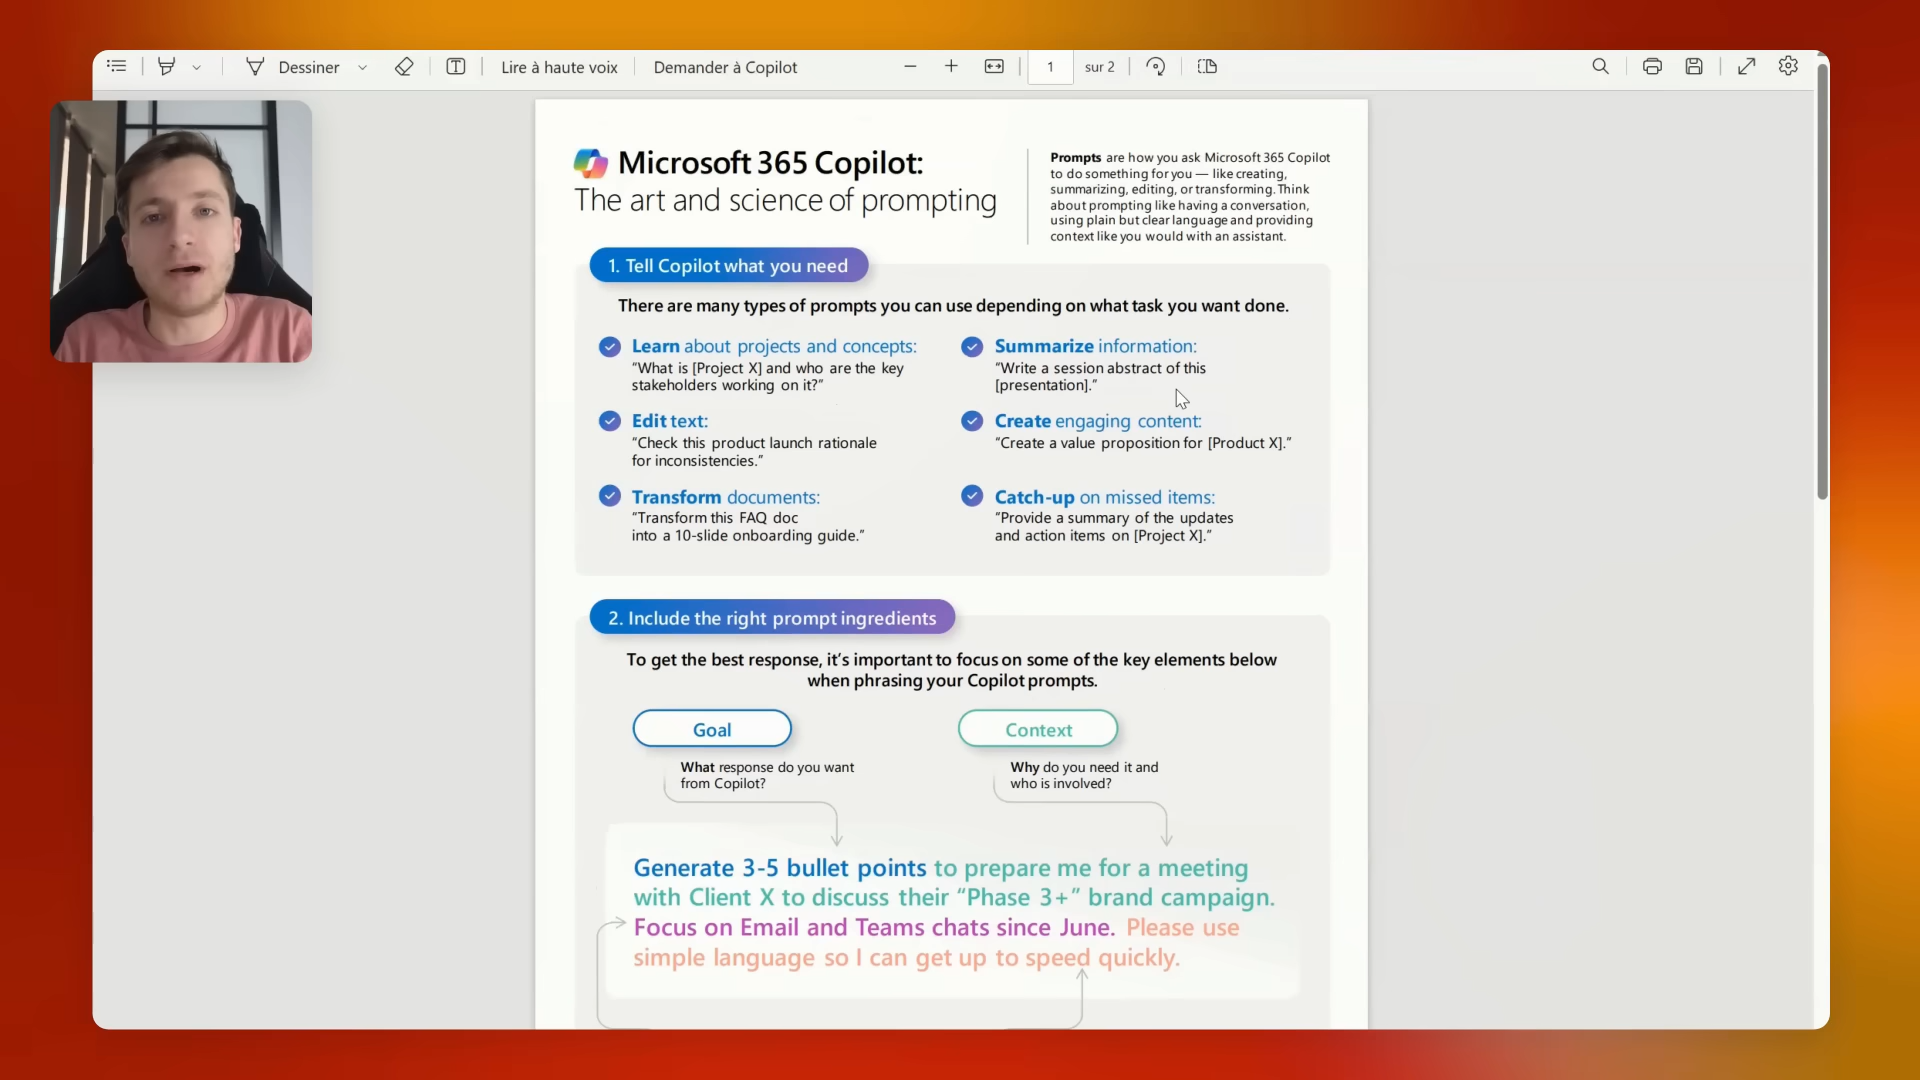 Dessiner
Lire à haute voix
Demander à Copilot
1 sur 2
Microsoft 365 Copilot:
The art and science of prompting
Prompts are how you ask Microsoft 365 Copilot
to do something for you — like creating,
summarizing, editing, or transforming. Think
about prompting like having a conversation,
using plain but clear language and providing
context like you would with an assistant.
1. Tell Copilot what you need
There are many types of prompts you can use depending on what task you want done.
Learn about projects and concepts:
“What is [Project X] and who are the key
stakeholders working on it?”
Summarize information:
“Write a session abstract of this
[presentation].”
Edit text:
“Check this product launch rationale
for inconsistencies.”
Create engaging content:
“Create a value proposition for [Product X].”
Transform documents:
“Transform this FAQ doc
into a 10-slide onboarding guide.”
Catch-up on missed items:
“Provide a summary of the updates
and action items on [Project X].”
2. Include the right prompt ingredients
To get the best response, it’s important to focus on some of the key elements below
when phrasing your Copilot prompts.
Goal
What response do you want
from Copilot?
Context
Why do you need it and
who is involved?
Generate 3-5 bullet points to prepare me for a meeting
with Client X to discuss their “Phase 3+” brand campaign.
Focus on Email and Teams chats since June. Please use
simple language so I can get up to speed quickly.